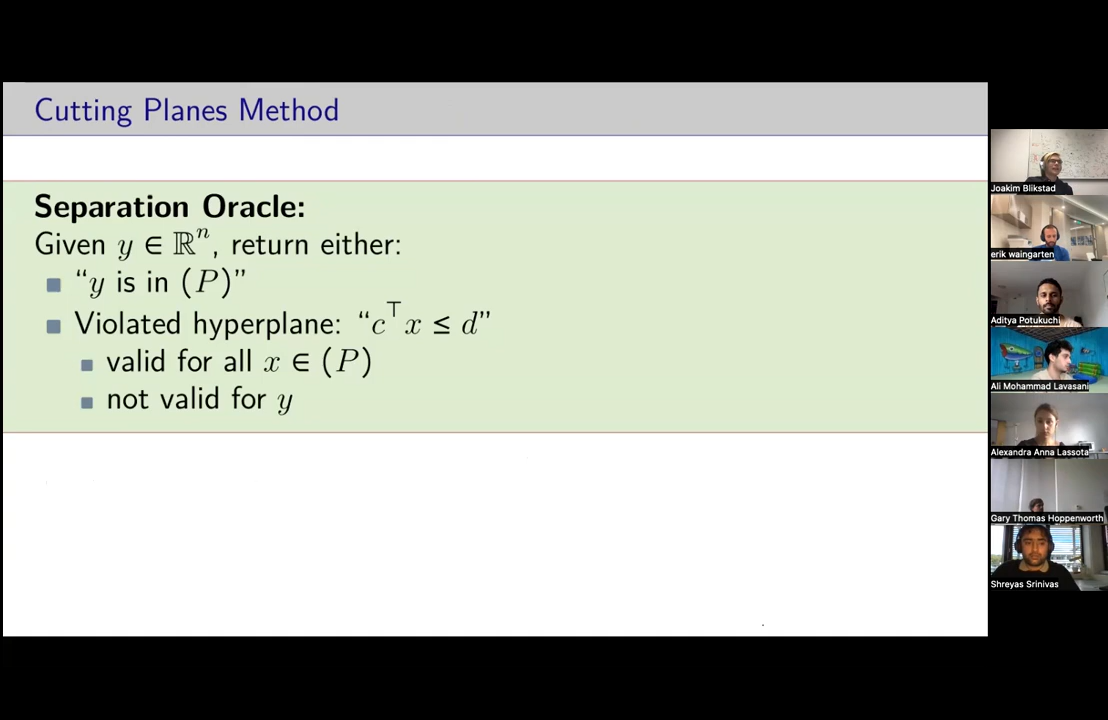 Cutting Planes Method
Separation Oracle:
Given y ∈ ℝⁿ, return either:
“y is in (P)”
Violated hyperplane: “c⊤x ≤ d”
valid for all x ∈ (P)
not valid for y
Joakim Blikstad
erik waingarten
Aditya Potukuchi
Ali Mohammad Lavasani
Alexandra Anna Lassota
Gary Thomas Hoppenworth
Shreyas Srinivas